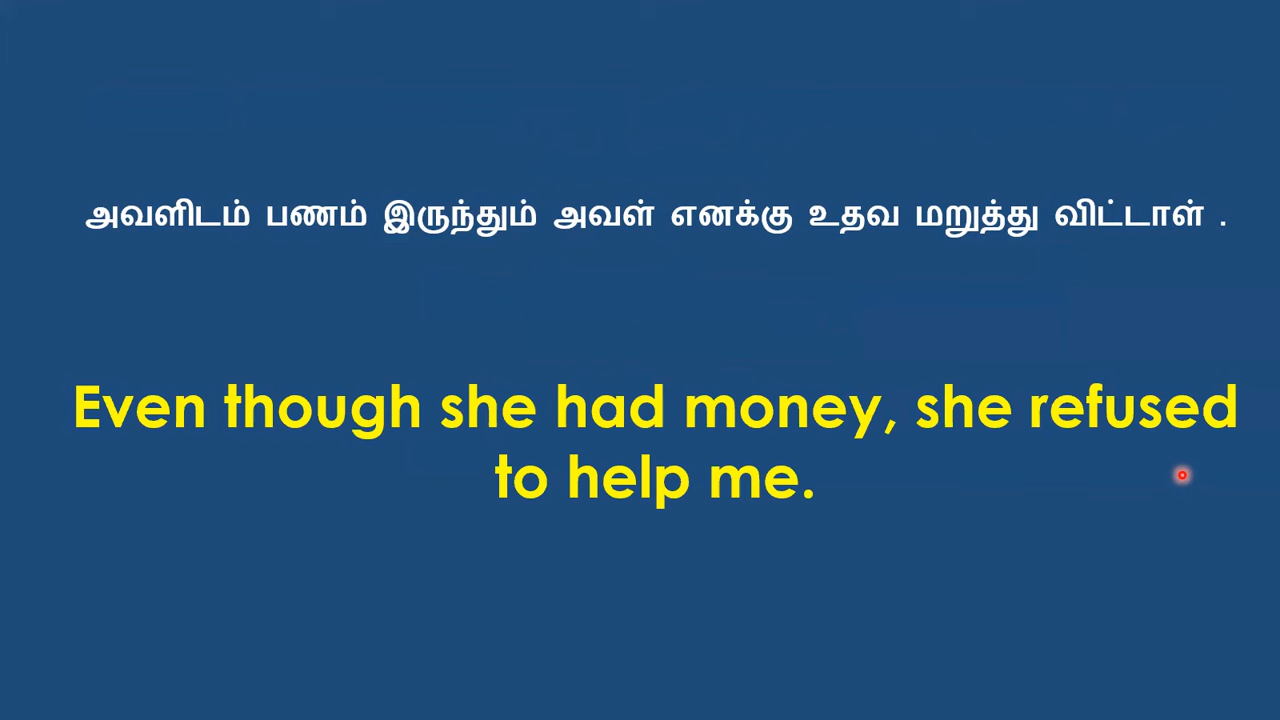 அவளிடம் பணம் இருந்தும் அவள் எனக்கு உதவ மறுத்து விட்டாள் .
Even though she had money, she refused
to help me.